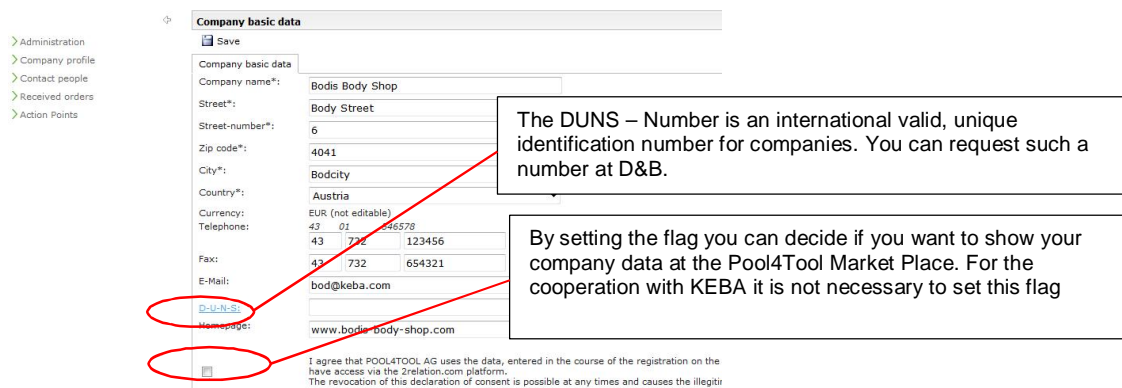 Company basic data
Save
Administration
Company profile
Contact people
Received orders
Action Points
Company basic data
Company name*: Bodis Body Shop
Street*: Body Street
Street-number*: 6
Zip code*: 4041
City*: Bodcity
Country*: Austria
Currency: EUR (not editable)
Telephone: 43 01 546578
43 732 123456
Fax: 43 732 654321
E-Mail: bod@keba.com
D-U-N-S:
Homepage: www.bodis-body-shop.com
I agree that POOL4TOOL AG uses the data, entered in the course of the registration on the
have access via the 2relation.com platform.
The revocation of this declaration of consent is possible at any times and causes the
The DUNS – Number is an international valid, unique
identification number for companies. You can request such a
number at D&B.
By setting the flag you can decide if you want to show your
company data at the Pool4Tool Market Place. For the
cooperation with KEBA it is not necessary to set this flag